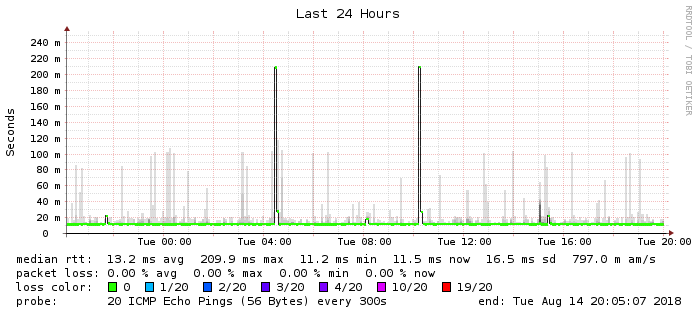 Last 24 Hours
RRDTOOL / TOBI OETIKER
Seconds
240 m
220 m
200 m
180 m
160 m
140 m
120 m
100 m
80 m
60 m
40 m
20 m
0
Tue 00:00 Tue 04:00 Tue 08:00 Tue 12:00 Tue 16:00 Tue 20:00
median rtt: 13.2 ms avg 209.9 ms max 11.2 ms min 11.5 ms now 16.5 ms sd 797.0 m am/s
packet loss: 0.00 % avg 0.00 % max 0.00 % min 0.00 % now
loss color: 0 1/20 2/20 3/20 4/20 10/20 19/20
probe: 20 ICMP Echo Pings (56 Bytes) every 300s end: Tue Aug 14 20:05:07 2018